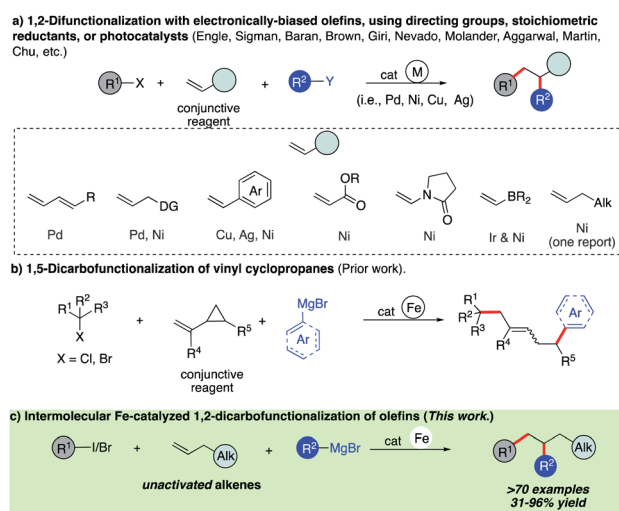 a) 1,2-Difunctionalization with electronically-biased olefins, using directing groups, stoichiometric
reductants, or photocatalysts (Engle, Sigman, Baran, Brown, Giri, Nevado, Molander, Aggarwal, Martin,
Chu, etc.)
R¹—X + + R²—Y cat M
(i.e., Pd, Ni, Cu, Ag)
R¹ R²
conjunctive
reagent
R DG Ar OR O N O BR₂ Alk
Pd Pd, Ni Cu, Ag, Ni Ni Ni Ir & Ni Ni
(one report)
b) 1,5-Dicarbofunctionalization of vinyl cyclopropanes (Prior work).
R¹ R² R³ X + R⁴ R⁵ + MgBr Ar cat Fe R¹ R² R³ R⁴ Ar R⁵
X = Cl, Br
conjunctive
reagent
c) Intermolecular Fe-catalyzed 1,2-dicarbofunctionalization of olefins (This work.)
R¹—I/Br + Alk + R²—MgBr cat Fe R¹ R² Alk
unactivated alkenes
>70 examples
31-96% yield